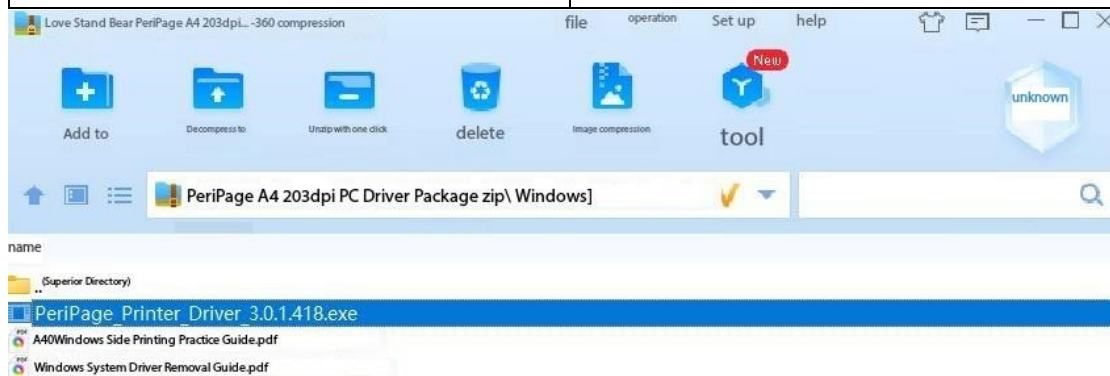 Love Stand Bear PeriPage A4 203dpi... -360 compression file operation Set up help
New
unknown
Add to Decompress to Unzip with one click delete Image compression tool
PeriPage A4 203dpi PC Driver Package zip\ Windows]
name
.. (Superior Directory)
PeriPage_Printer_Driver_3.0.1.418.exe
A40Windows Side Printing Practice Guide.pdf
Windows System Driver Removal Guide.pdf